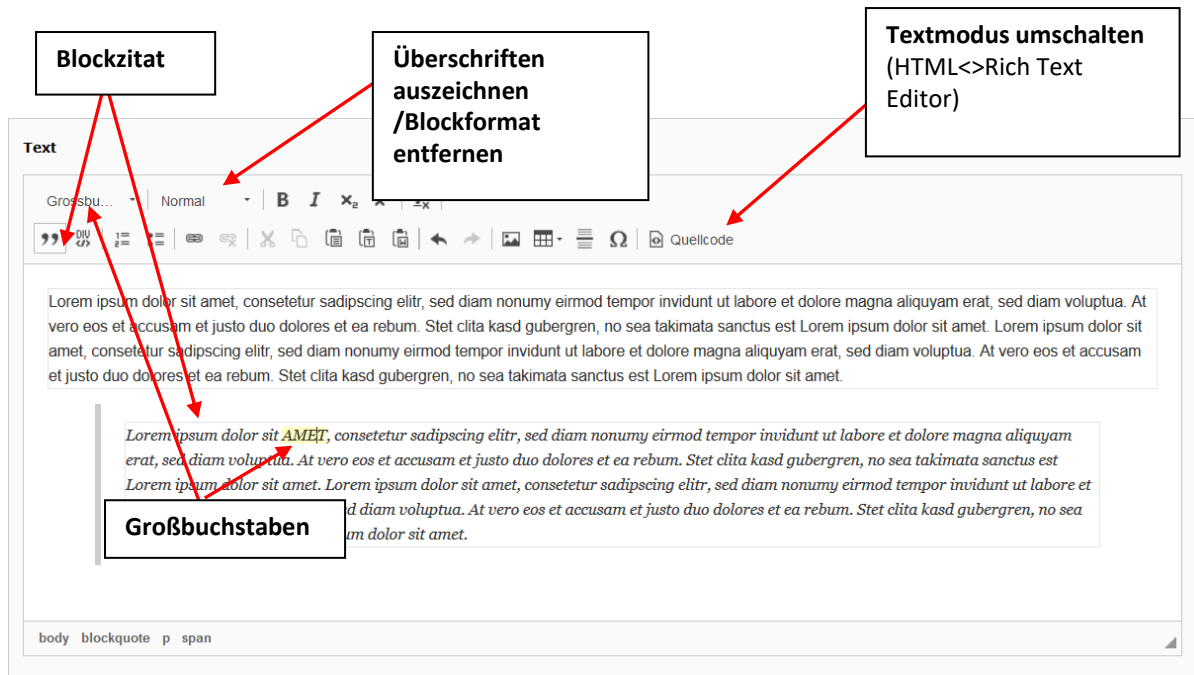 Blockzitat
Überschriften
auszeichnen
/Blockformat
entfernen
Textmodus umschalten
(HTML<>Rich Text
Editor)
Text
Grossbu... Normal B I x₂
DIV Quellcode
Lorem ipsum dolor sit amet, consetetur sadipscing elitr, sed diam nonumy eirmod tempor invidunt ut labore et dolore magna aliquyam erat, sed diam voluptua. At
vero eos et accusam et justo duo dolores et ea rebum. Stet clita kasd gubergren, no sea takimata sanctus est Lorem ipsum dolor sit amet. Lorem ipsum dolor sit
amet, consetetur sadipscing elitr, sed diam nonumy eirmod tempor invidunt ut labore et dolore magna aliquyam erat, sed diam voluptua. At vero eos et accusam
et justo duo dolores et ea rebum. Stet clita kasd gubergren, no sea takimata sanctus est Lorem ipsum dolor sit amet.
Lorem ipsum dolor sit AMET, consetetur sadipscing elitr, sed diam nonumy eirmod tempor invidunt ut labore et dolore magna aliquyam
erat, sed diam voluptua. At vero eos et accusam et justo duo dolores et ea rebum. Stet clita kasd gubergren, no sea takimata sanctus est
Lorem ipsum dolor sit amet. Lorem ipsum dolor sit amet, consetetur sadipscing elitr, sed diam nonumy eirmod tempor invidunt ut labore et
diam voluptua. At vero eos et accusam et justo duo dolores et ea rebum. Stet clita kasd gubergren, no sea
Großbuchstaben
dolor sit amet.
body blockquote p span